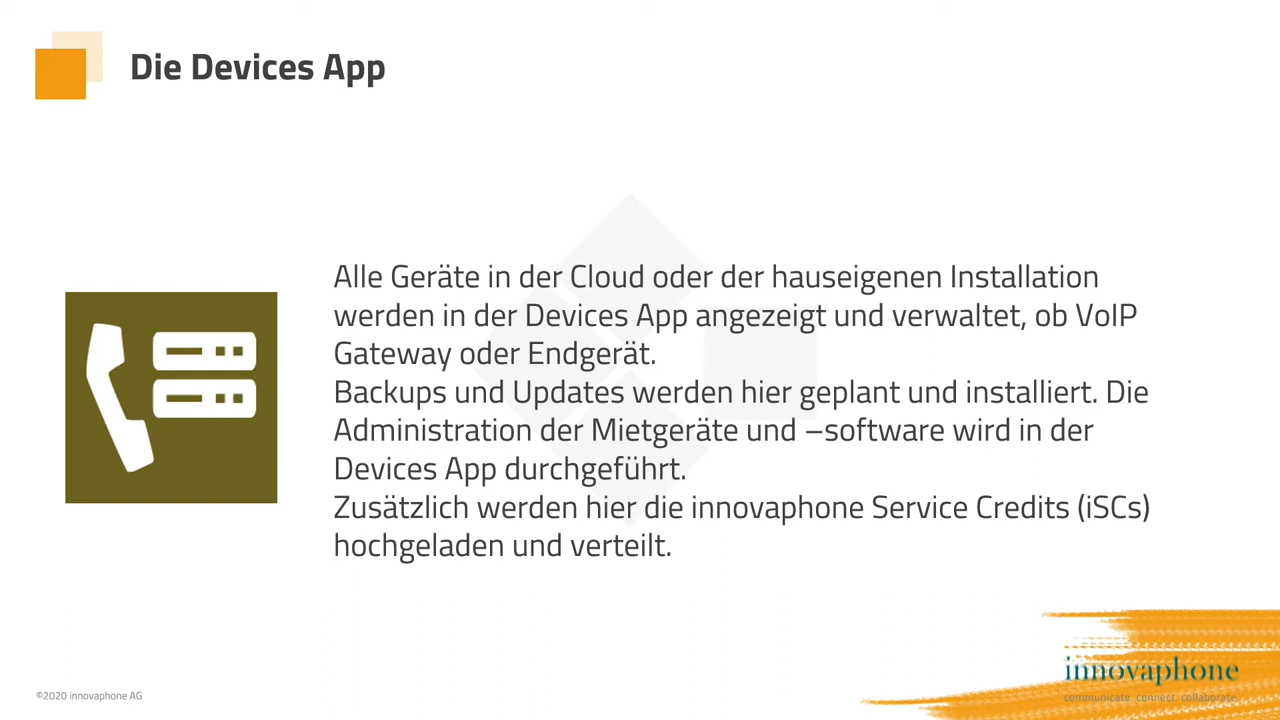 Die Devices App
Alle Geräte in der Cloud oder der hauseigenen Installation
werden in der Devices App angezeigt und verwaltet, ob VoIP
Gateway oder Endgerät.
Backups und Updates werden hier geplant und installiert. Die
Administration der Mietgeräte und –software wird in der
Devices App durchgeführt.
Zusätzlich werden hier die innovaphone Service Credits (iSCs)
hochgeladen und verteilt.
innovaphone
communicate. connect. collaborate.
©2020 innovaphone AG